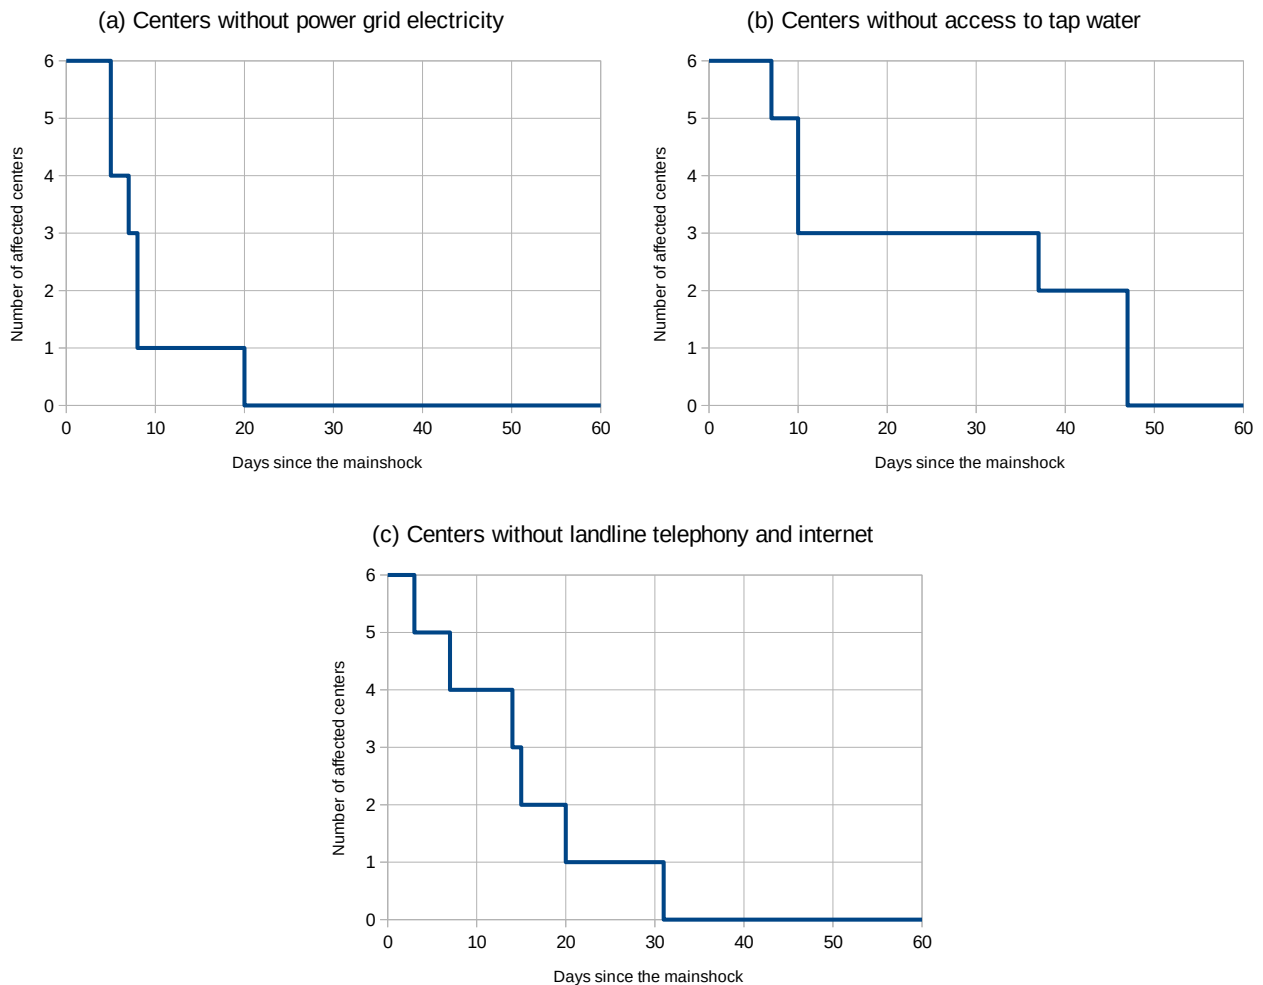 (a) Centers without power grid electricity
6
5
4
3
2
1
0
0 10 20 30 40 50 60
Number of affected centers
Days since the mainshock
(b) Centers without access to tap water
6
5
4
3
2
1
0
0 10 20 30 40 50 60
Number of affected centers
Days since the mainshock
(c) Centers without landline telephony and internet
6
5
4
3
2
1
0
0 10 20 30 40 50 60
Number of affected centers
Days since the mainshock